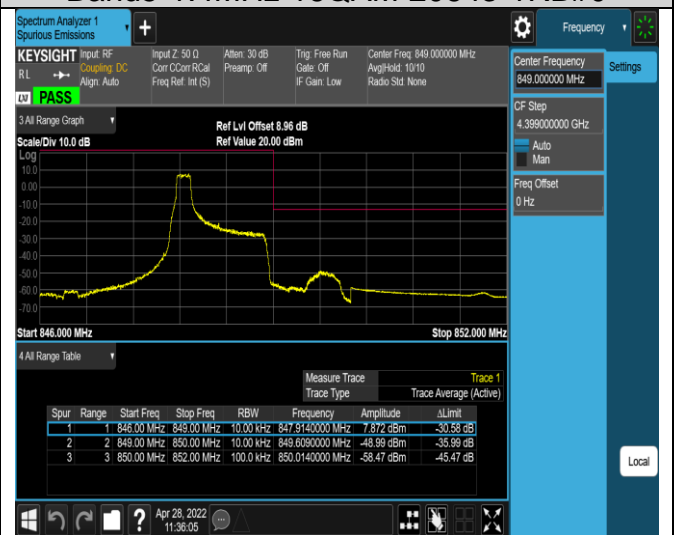 Spectrum Analyzer 1
Spurious Emissions
+
Frequency
KEYSIGHT
Input: RF
Coupling: DC
Align: Auto
Input Z: 50 Ω
Corr CCorr RCal
Freq Ref: Int (S)
Atten: 30 dB
Preamp: Off
Trig: Free Run
Gate: Off
IF Gain: Low
Center Freq: 849.000000 MHz
Avg|Hold: 10/10
Radio Std: None
R L
LXI
PASS
Center Frequency
849.000000 MHz
Settings
CF Step
4.399000000 GHz
Auto
Man
Freq Offset
0 Hz
3 All Range Graph
Scale/Div 10.0 dB
Ref Lvl Offset 8.96 dB
Ref Value 20.00 dBm
Log
10.0
0.00
-10.0
-20.0
-30.0
-40.0
-50.0
-60.0
-70.0
Start 846.000 MHz
Stop 852.000 MHz
4 All Range Table
Measure Trace Trace 1
Trace Type Trace Average (Active)
Spur Range Start Freq Stop Freq RBW Frequency Amplitude ΔLimit
1 1 846.00 MHz 849.00 MHz 10.00 kHz 847.9140000 MHz 7.872 dBm -30.58 dB
2 2 849.00 MHz 850.00 MHz 10.00 kHz 849.6090000 MHz -48.99 dBm -35.99 dB
3 3 850.00 MHz 852.00 MHz 100.0 kHz 850.0140000 MHz -58.47 dBm -45.47 dB
Local
?
Apr 28, 2022
11:36:05